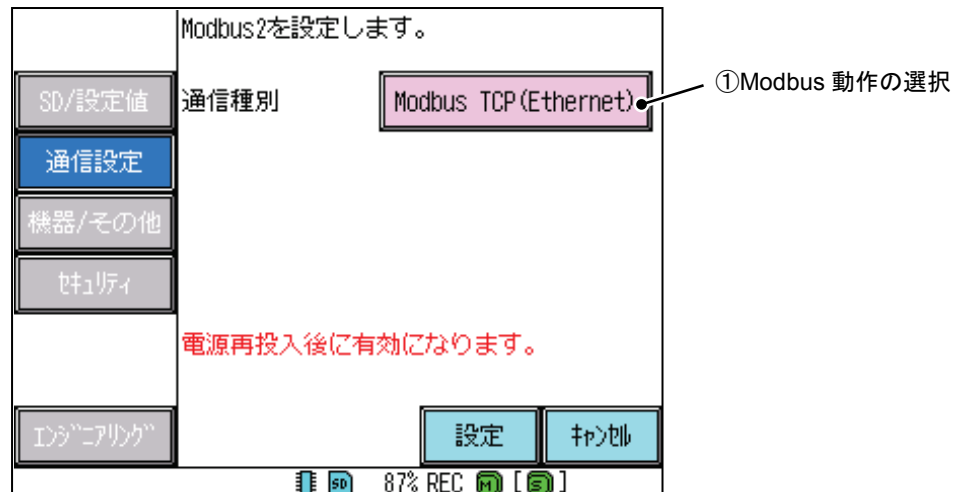 Modbus2を設定します。
SD/設定値
通信種別
Modbus TCP(Ethernet)
①Modbus 動作の選択
通信設定
機器/その他
ｾｷｭﾘﾃｨ
電源再投入後に有効になります。
ｴﾝｼﾞﾆｱﾘﾝｸﾞ
設定
ｷｬﾝｾﾙ
SD
87% REC M [S]